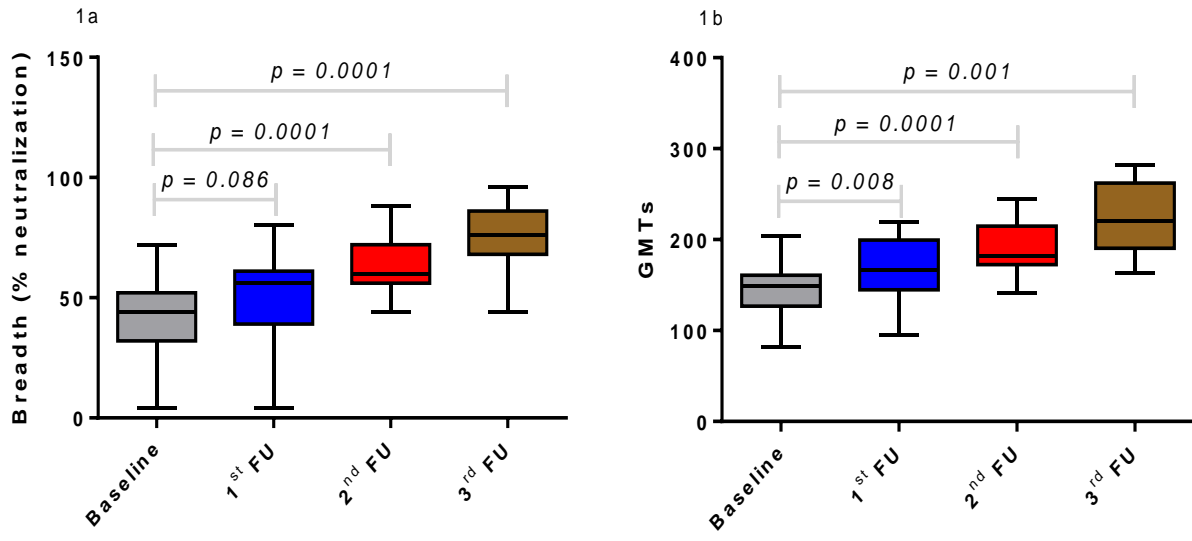 1a
Breadth (% neutralization)
150
100
50
0
p = 0.0001
p = 0.0001
p = 0.086
Baseline
1st FU
2nd FU
3rd FU
1b
GMTs
400
300
200
100
0
p = 0.001
p = 0.0001
p = 0.008
Baseline
1st FU
2nd FU
3rd FU